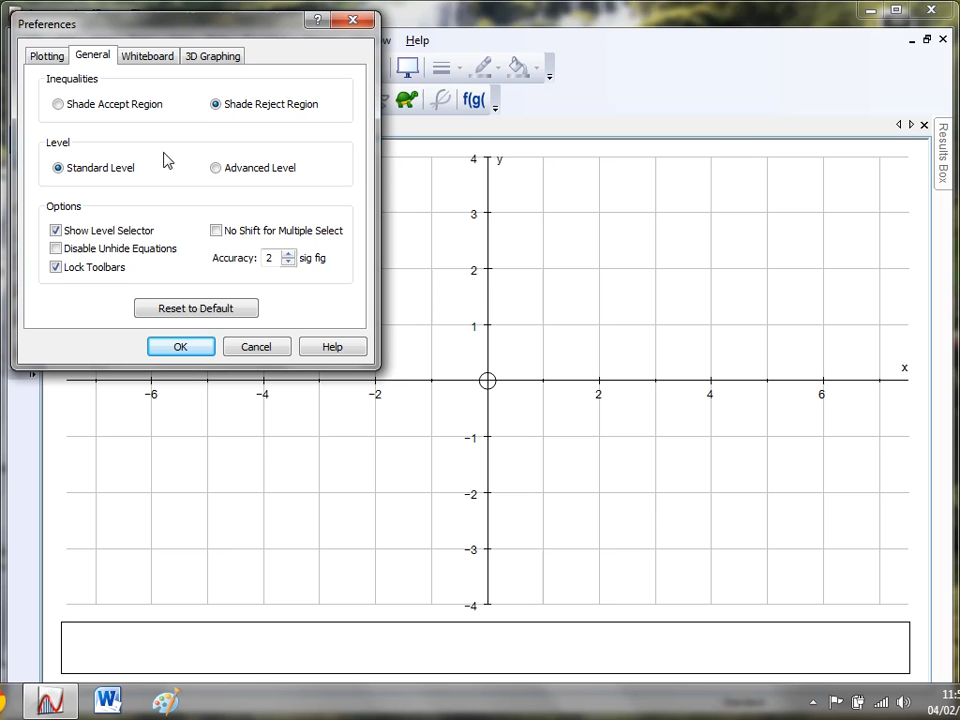 Preferences
?
Plotting General Whiteboard 3D Graphing
Inequalities
Shade Accept Region Shade Reject Region
Level
Standard Level Advanced Level
Options
Show Level Selector No Shift for Multiple Select
Disable Unhide Equations
Accuracy: 2 sig fig
Lock Toolbars
Reset to Default
OK Cancel Help
Help
f(g(
Results Box
y
4
3
2
1
x
−6 −4 −2 2 4 6
−1
−2
−3
−4
04/02/